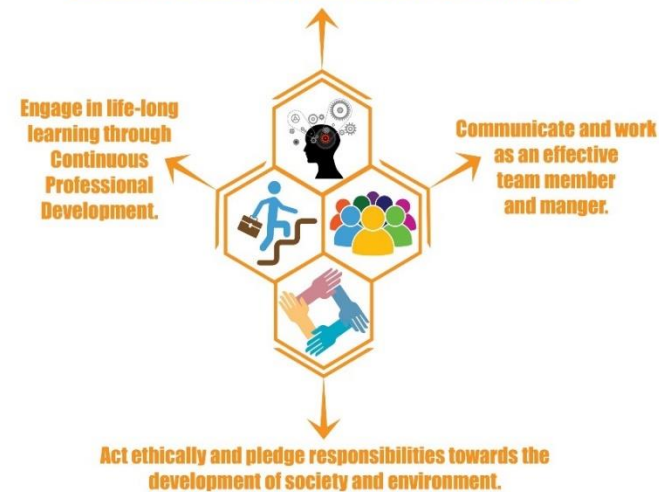 Engage in life-long
learning through
Continuous
Professional
Development.
Communicate and work
as an effective
team member
and manger.
Act ethically and pledge responsibilities towards the
development of society and environment.